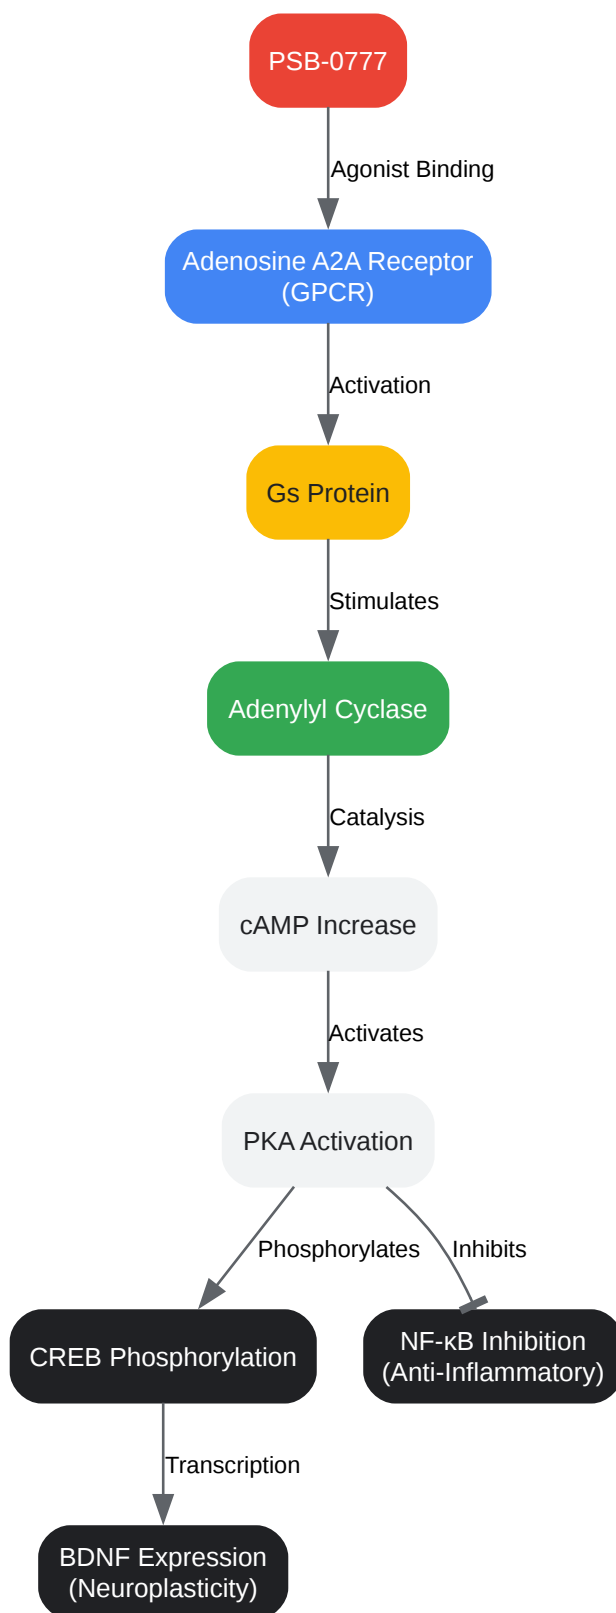 PSB-0777
Agonist Binding
Adenosine A2A Receptor
(GPCR)
Activation
Gs Protein
Stimulates
Adenylyl Cyclase
Catalysis
cAMP Increase
Activates
PKA Activation
Phosphorylates
Inhibits
CREB Phosphorylation
NF-κB Inhibition
(Anti-Inflammatory)
Transcription
BDNF Expression
(Neuroplasticity)